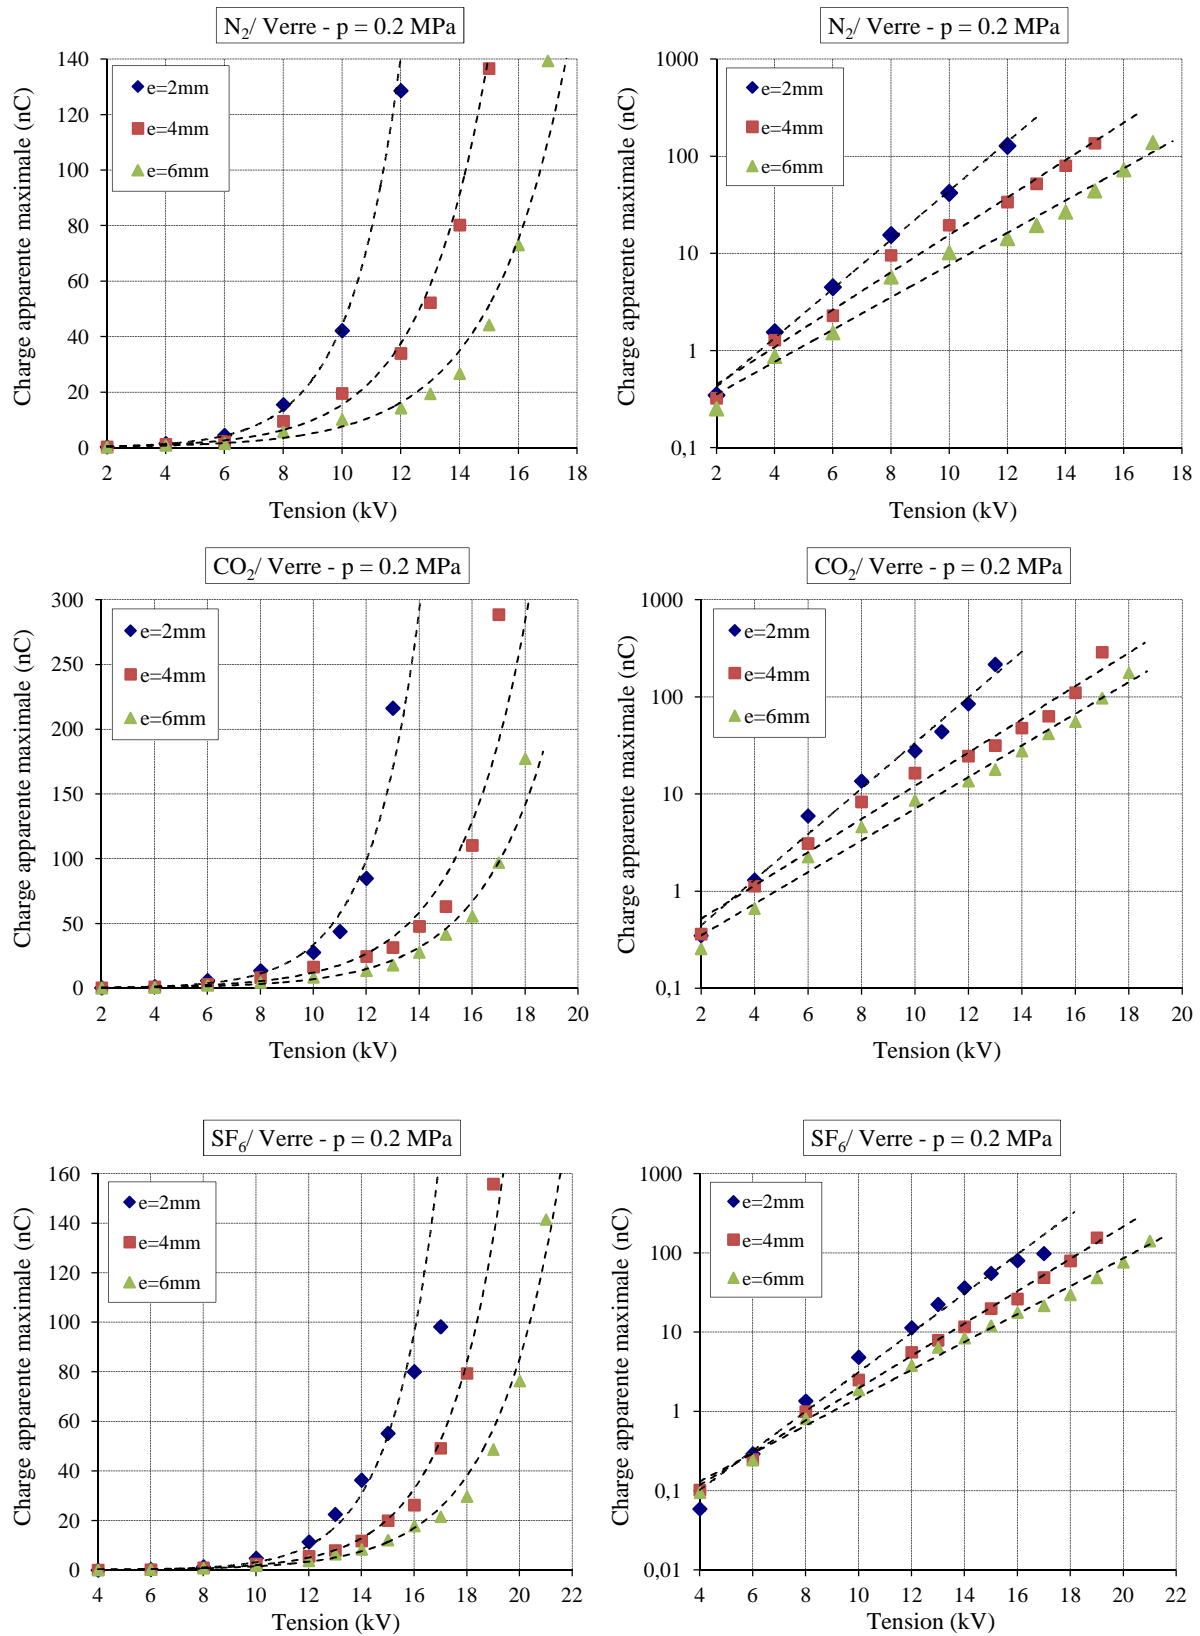 N₂/ Verre - p = 0.2 MPa
Charge apparente maximale (nC)
140
120
100
80
60
40
20
0
e=2mm
e=4mm
e=6mm
2 4 6 8 10 12 14 16 18
Tension (kV)
N₂/ Verre - p = 0.2 MPa
Charge apparente maximale (nC)
1000
100
10
1
0,1
e=2mm
e=4mm
e=6mm
2 4 6 8 10 12 14 16 18
Tension (kV)
CO₂/ Verre - p = 0.2 MPa
Charge apparente maximale (nC)
300
250
200
150
100
50
0
e=2mm
e=4mm
e=6mm
2 4 6 8 10 12 14 16 18 20
Tension (kV)
CO₂/ Verre - p = 0.2 MPa
Charge apparente maximale (nC)
1000
100
10
1
0,1
e=2mm
e=4mm
e=6mm
2 4 6 8 10 12 14 16 18 20
Tension (kV)
SF₆/ Verre - p = 0.2 MPa
Charge apparente maximale (nC)
160
140
120
100
80
60
40
20
0
e=2mm
e=4mm
e=6mm
4 6 8 10 12 14 16 18 20 22
Tension (kV)
SF₆/ Verre - p = 0.2 MPa
Charge apparente maximale (nC)
1000
100
10
1
0,1
0,01
e=2mm
e=4mm
e=6mm
4 6 8 10 12 14 16 18 20 22
Tension (kV)